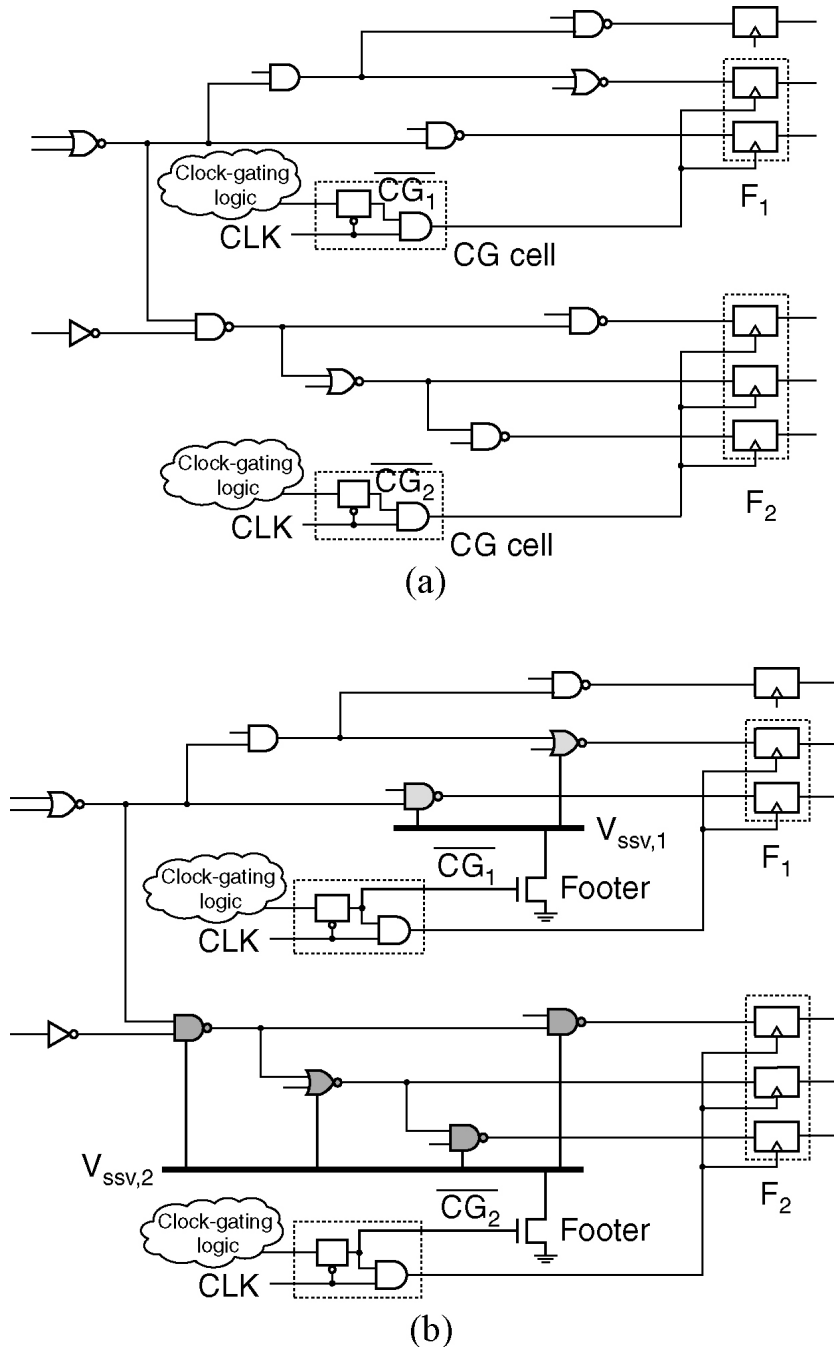 Clock-gating
logic
CG1
CLK
CG cell
F1
Clock-gating
logic
CG2
CLK
CG cell
F2
(a)
Vssv,1
CG1
Clock-gating
logic
Footer
CLK
F1
Vssv,2
CG2
Clock-gating
logic
Footer
CLK
F2
(b)